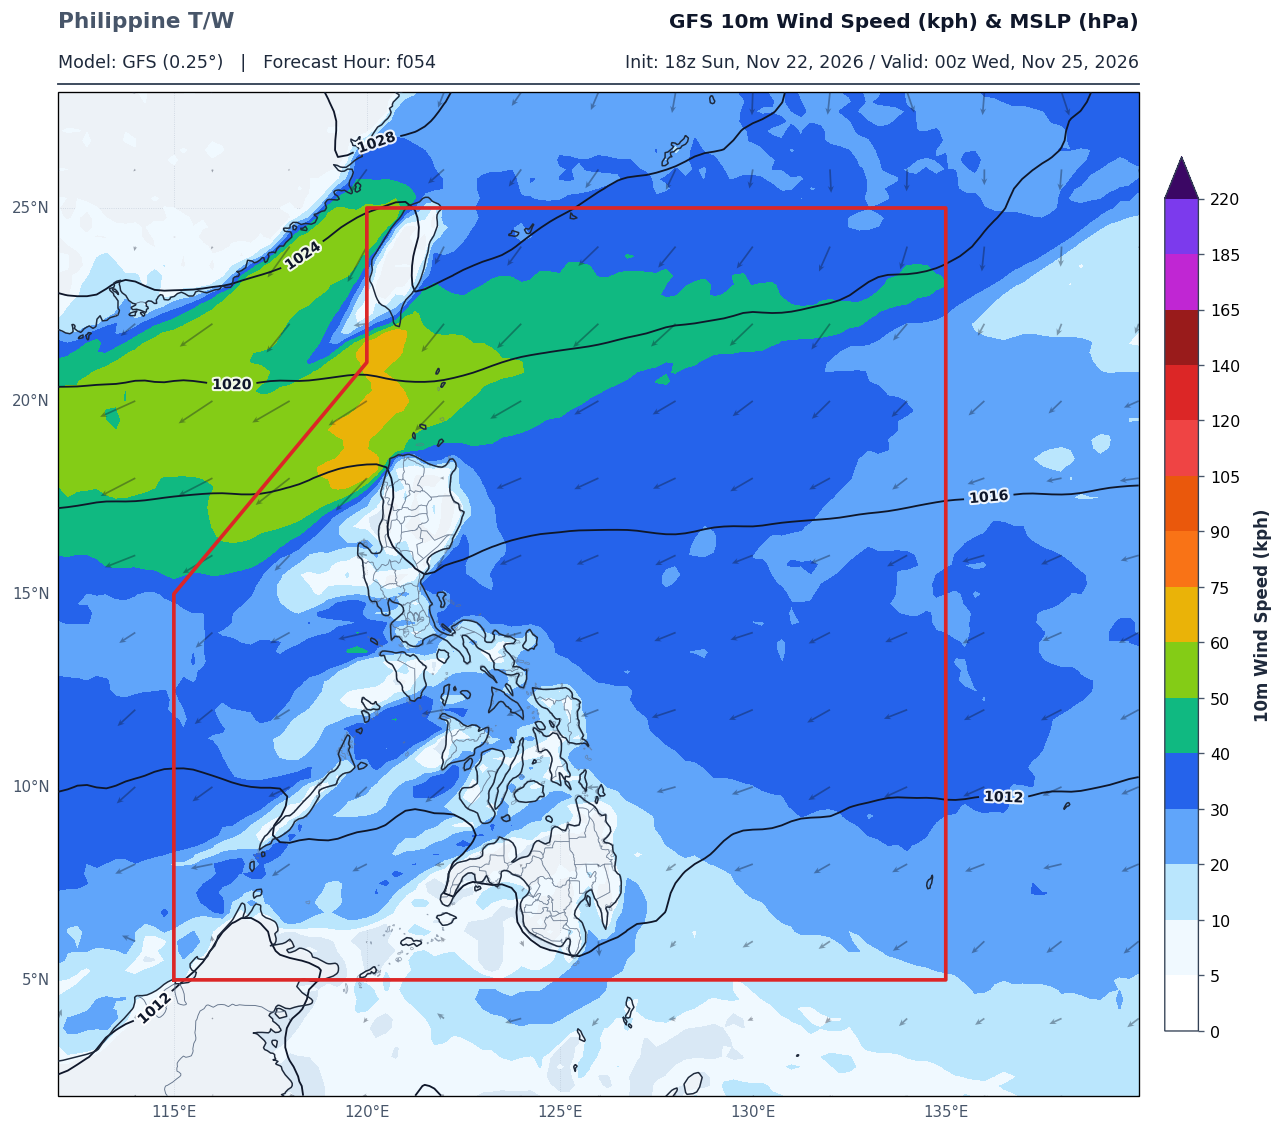 Philippine T/W
GFS 10m Wind Speed (kph) & MSLP (hPa)
Model: GFS (0.25°) | Forecast Hour: f054
Init: 18z Sun, Nov 22, 2026 / Valid: 00z Wed, Nov 25, 2026
1028
1024
1020
1016
1012
1012
25°N
20°N
15°N
10°N
5°N
115°E
120°E
125°E
130°E
135°E
220
185
165
140
120
105
90
75
60
50
40
30
20
10
5
0
10m Wind Speed (kph)